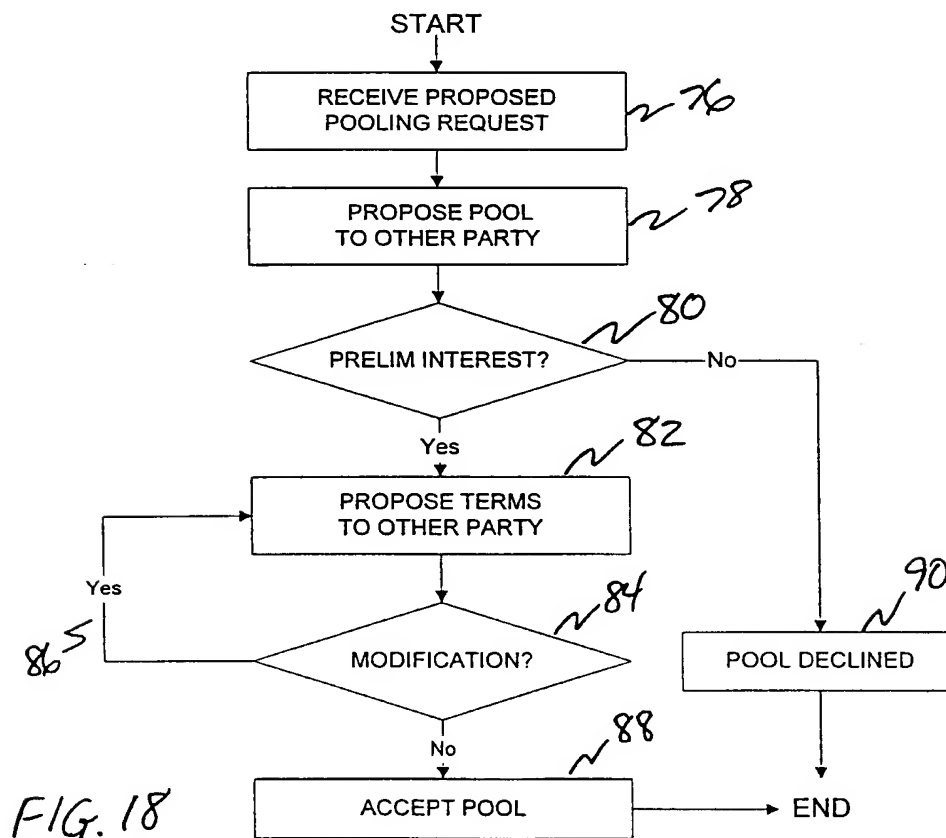 START
RECEIVE PROPOSED
POOLING REQUEST
76
PROPOSE POOL
TO OTHER PARTY
78
PRELIM INTEREST?
80
No
Yes
82
PROPOSE TERMS
TO OTHER PARTY
Yes
86
84
MODIFICATION?
90
POOL DECLINED
No
88
ACCEPT POOL
END
FIG. 18